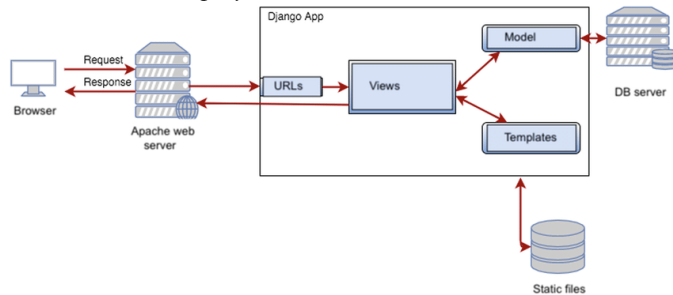 Django App
Request
Response
Browser
Apache web
server
URLs
Views
Model
Templates
DB server
Static files